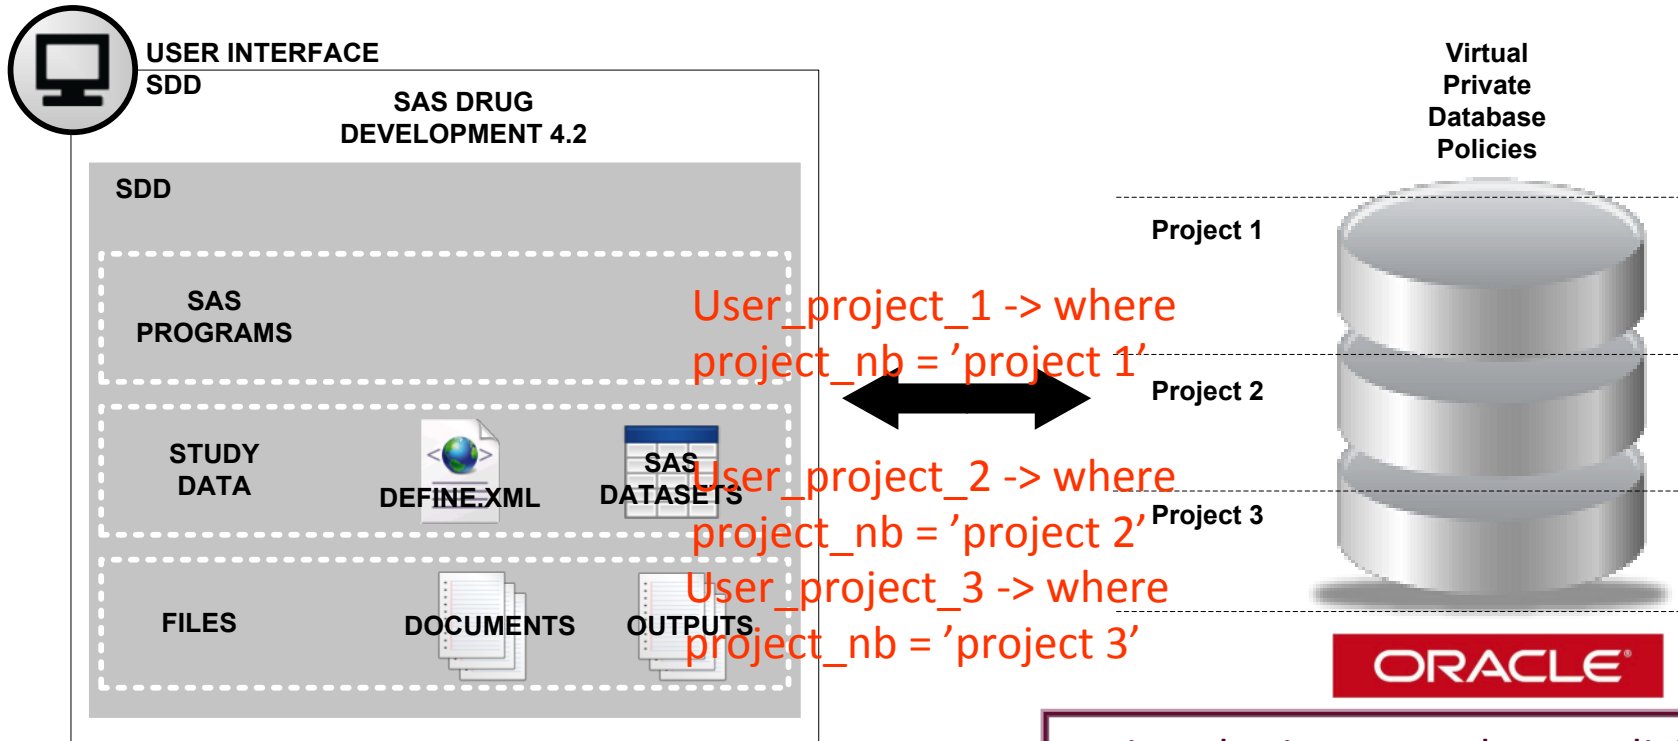 USER INTERFACE
SDD
SAS DRUG
DEVELOPMENT 4.2
SDD
SAS
PROGRAMS
STUDY
DATA
DEFINE.XML
SAS
DATASETS
FILES
DOCUMENTS
OUTPUTS
User_project_1 -> where
project_nb = ’project 1’
User_project_2 -> where
project_nb = ’project 2’
User_project_3 -> where
project_nb = ’project 3’
Virtual
Private
Database
Policies
Project 1
Project 2
Project 3
ORACLE®